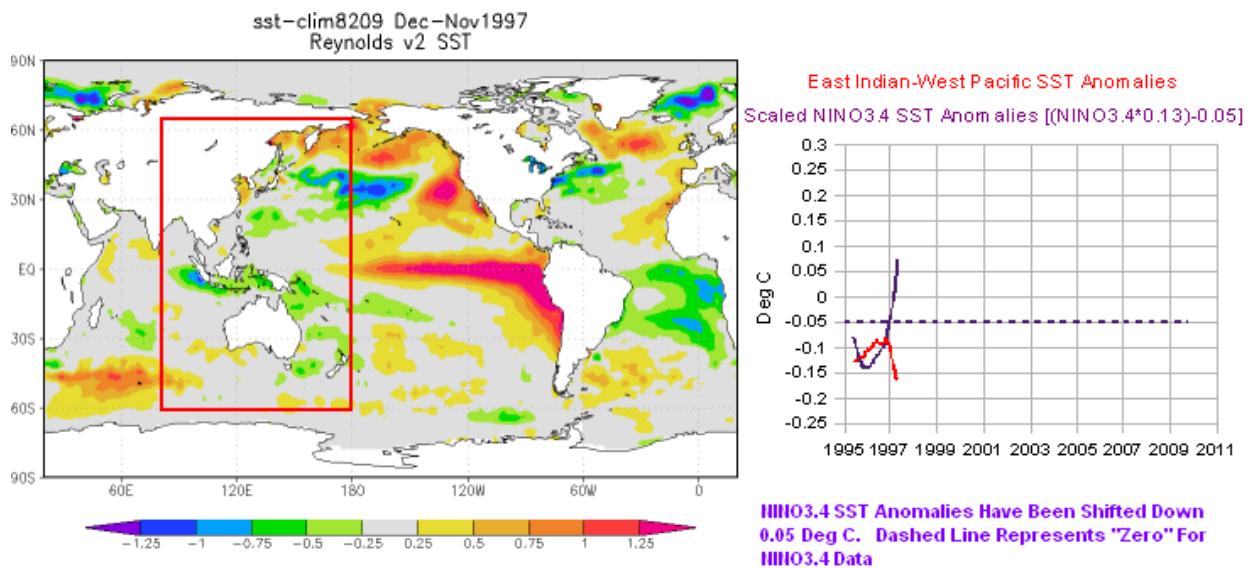 sst-clim8209 Dec-Nov1997
Reynolds v2 SST
90N
60N
30N
EQ
30S
60S
90S
60E
120E
180
120W
60W
0
-1.25
-1
-0.75
-0.5
-0.25
0.25
0.5
0.75
1
1.25
East Indian-West Pacific SST Anomalies
Scaled NINO3.4 SST Anomalies [(NINO3.4*0.13)-0.05]
Deg C
0.3
0.25
0.2
0.15
0.1
0.05
0
-0.05
-0.1
-0.15
-0.2
-0.25
1995 1997 1999 2001 2003 2005 2007 2009 2011
NINO3.4 SST Anomalies Have Been Shifted Down
0.05 Deg C. Dashed Line Represents "Zero" For
NINO3.4 Data